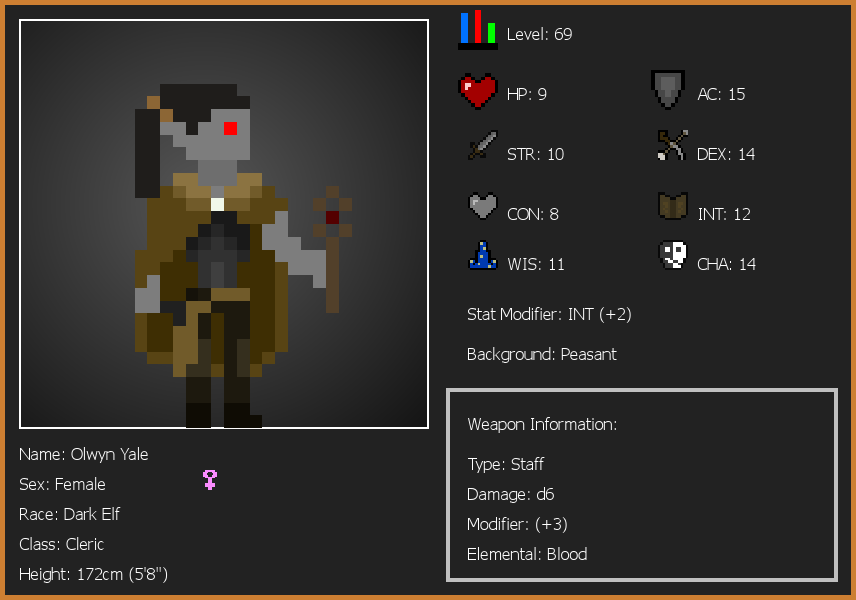 Level: 69
HP: 9
AC: 15
STR: 10
DEX: 14
CON: 8
INT: 12
WIS: 11
CHA: 14
Stat Modifier: INT (+2)
Background: Peasant
Weapon Information:
Type: Staff
Damage: d6
Modifier: (+3)
Elemental: Blood
Name: Olwyn Yale
Sex: Female
Race: Dark Elf
Class: Cleric
Height: 172cm (5'8")